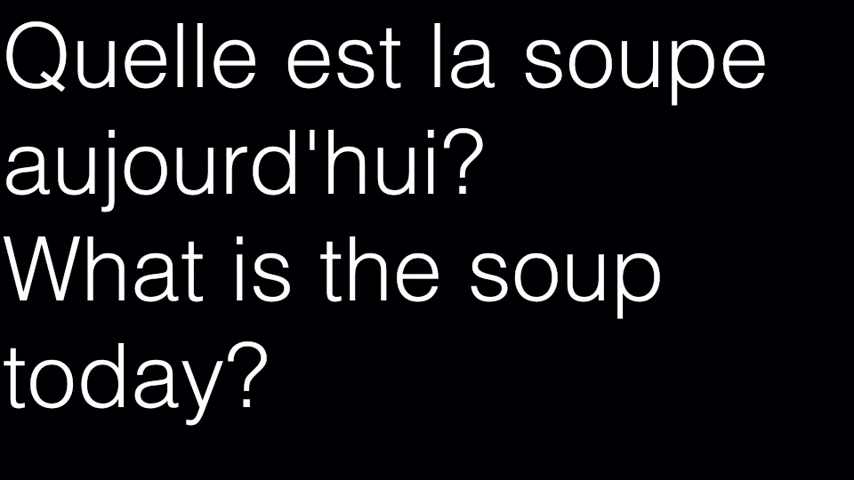 Quelle est la soupe
aujourd'hui?
What is the soup
today?